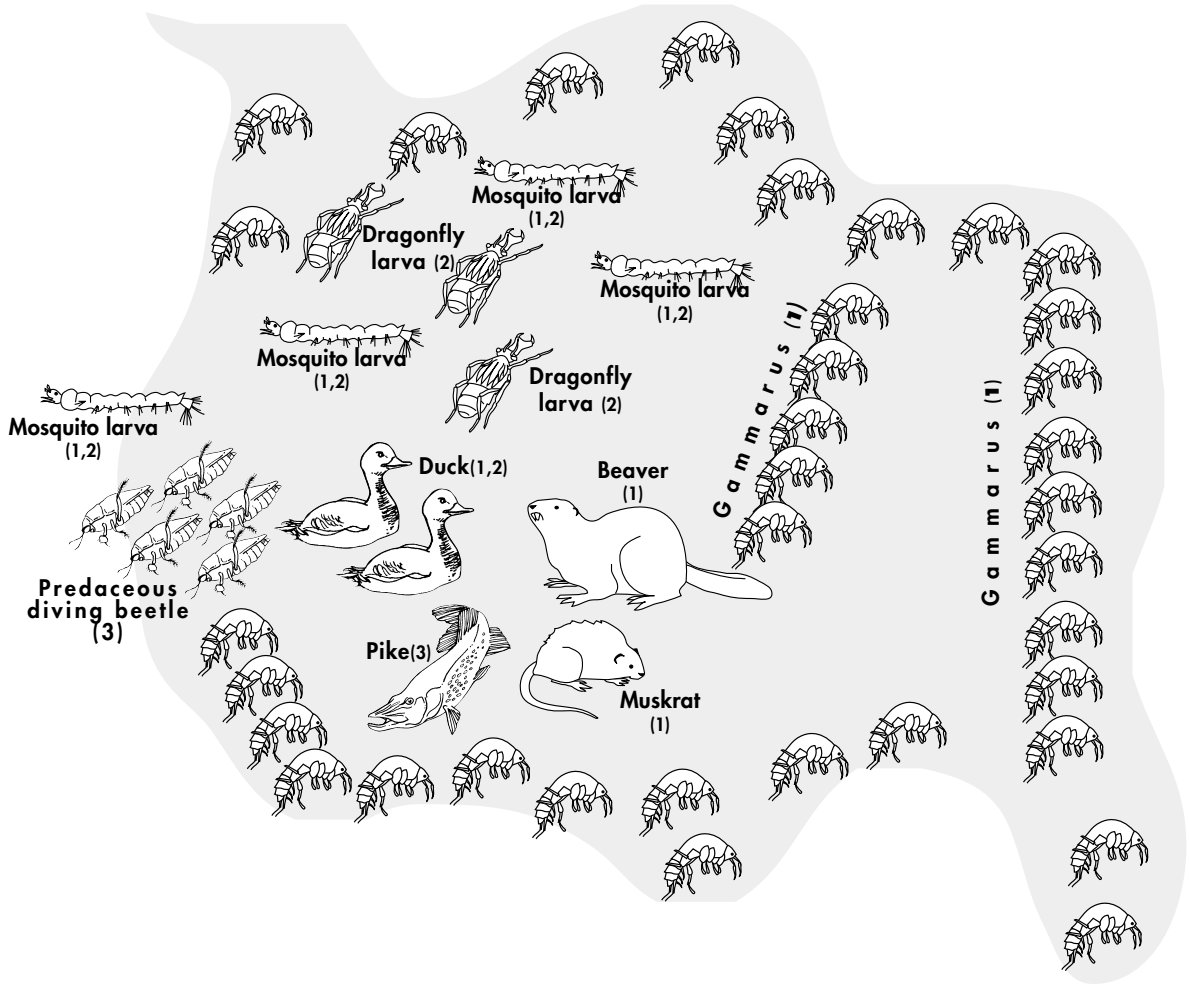 Mosquito larva
(1,2)
Dragonfly
larva (2)
Mosquito larva
(1,2)
Mosquito larva
(1,2)
Dragonfly
larva (2)
Mosquito larva
(1,2)
Gammarus (1)
Gammarus (1)
Duck(1,2)
Beaver
(1)
Predaceous
diving beetle
(3)
Pike(3)
Muskrat
(1)